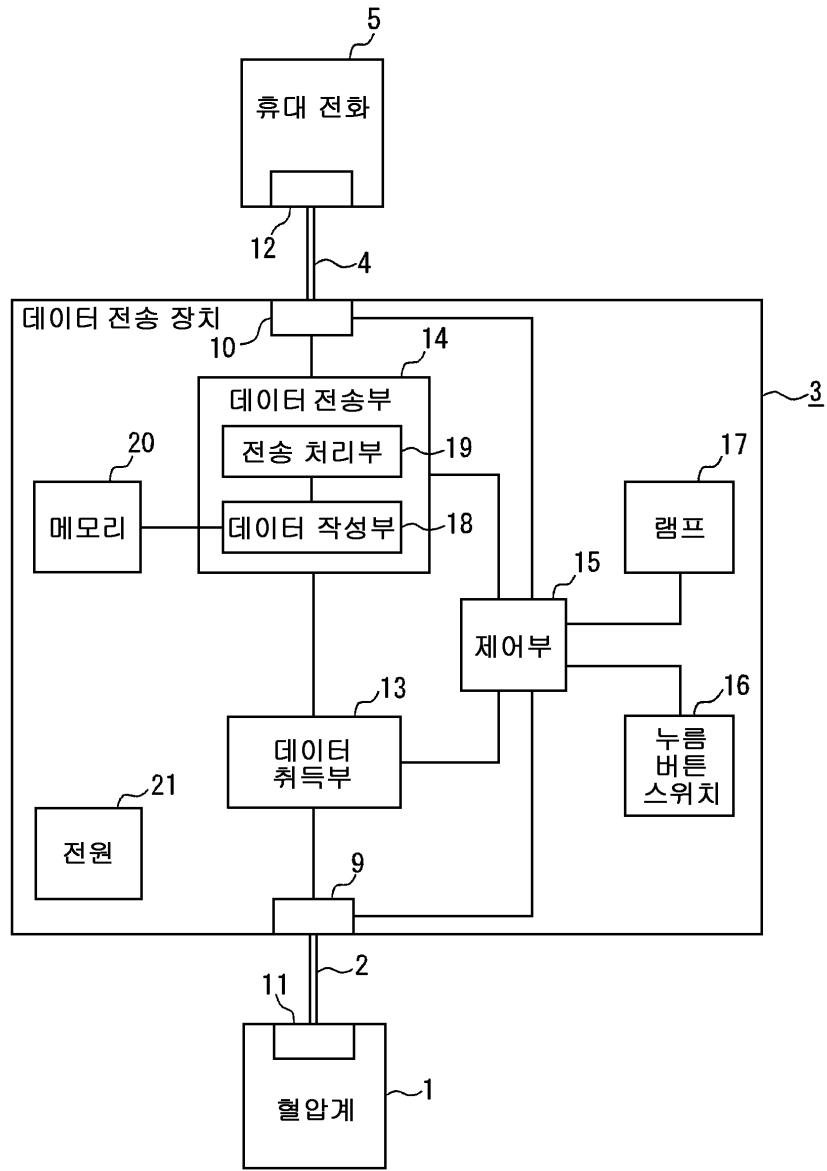 5
휴대 전화
12
4
데이터 전송 장치
10
14
데이터 전송부
3
전송 처리부
19
20
17
메모리
데이터 작성부
18
램프
15
제어부
13
16
데이터
취득부
누름
버튼
스위치
21
전원
9
2
11
혈압계
1